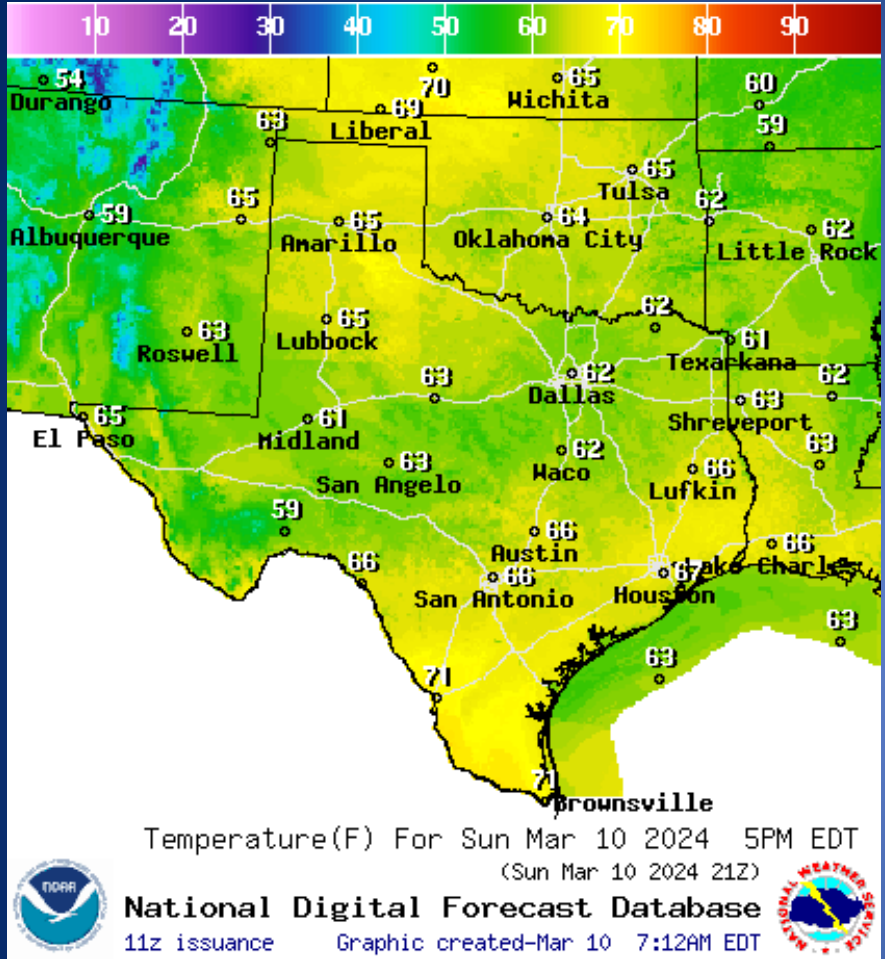 10 20 30 40 50 60 70 80 90
54
Durango
70
65
Wichita
69
Liberal
60
63
59
65
Tulsa
59
Albuquerque
65
65
Amarillo
64
Oklahoma City
62
62
Little Rock
63
Roswell
65
Lubbock
62
61
Texarkana
65
El Paso
61
Midland
63
62
Dallas
63
Shreveport
62
63
San Angelo
62
Waco
66
Lufkin
63
59
66
Austin
66
Lake Charles
66
66
San Antonio
67
Houston
63
63
71
71
Brownsville
Temperature(F) For Sun Mar 10 2024 5PM EDT
(Sun Mar 10 2024 21Z)
National Digital Forecast Database
11z issuance Graphic created-Mar 10 7:12AM EDT
NOAA
NATIONAL WEATHER SERVICE